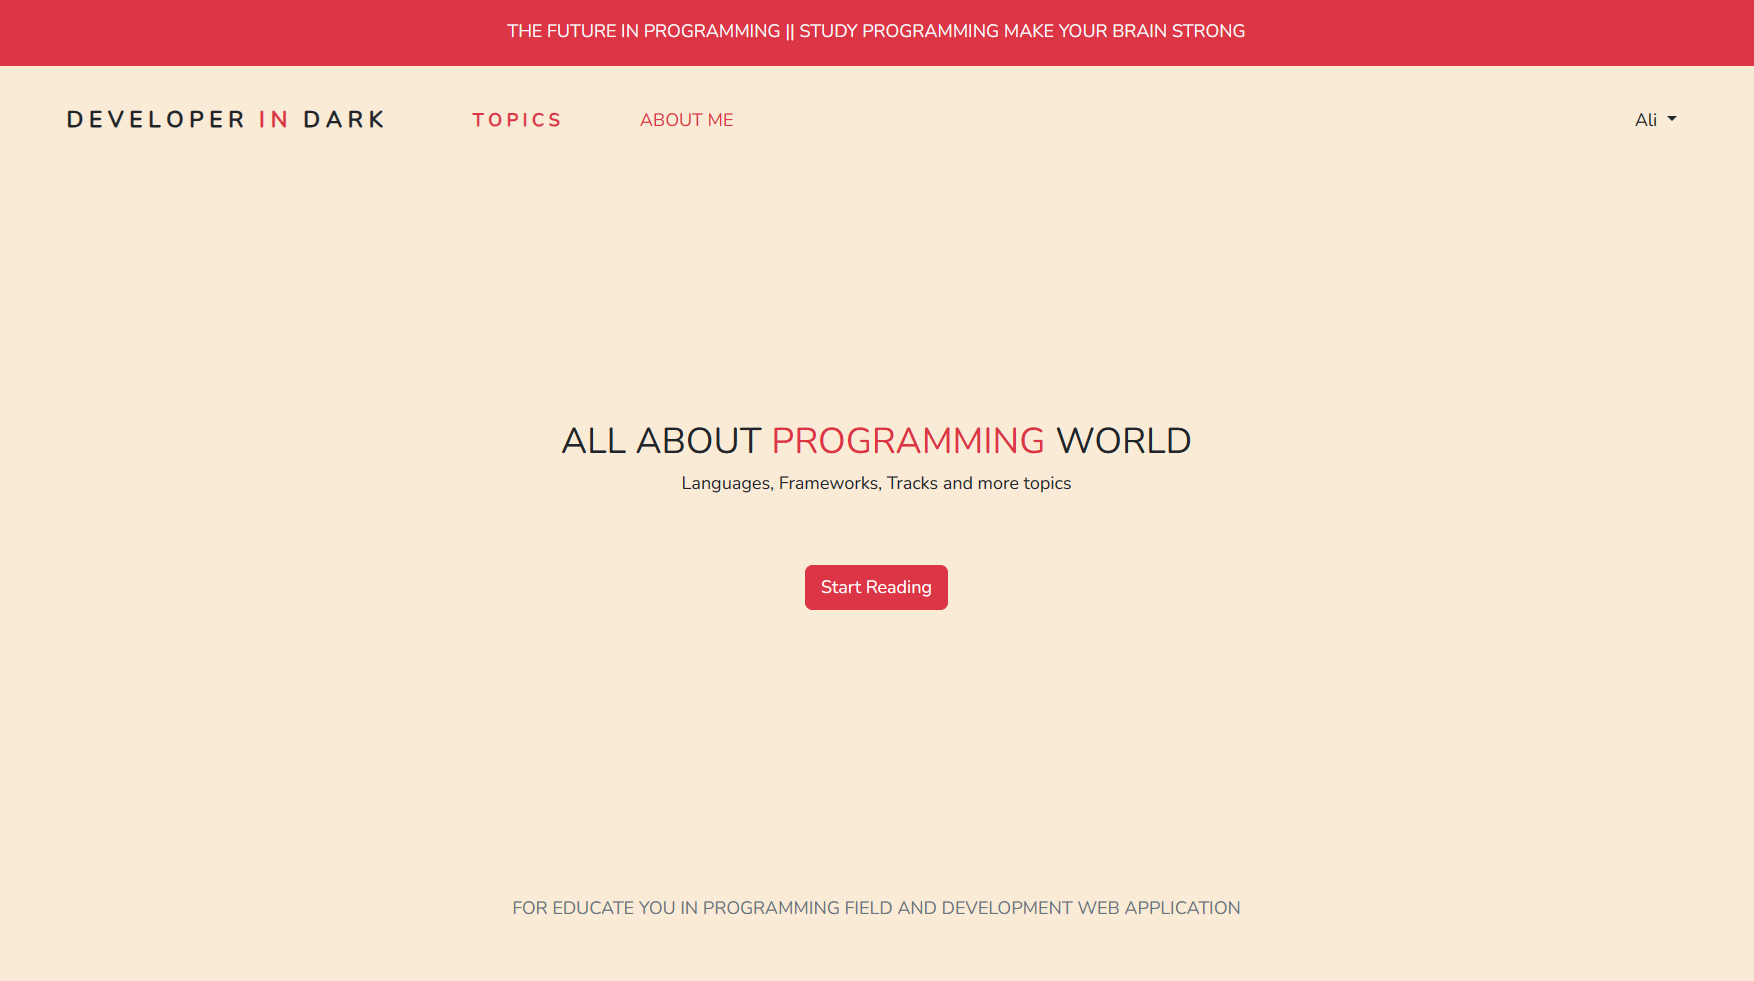 THE FUTURE IN PROGRAMMING || STUDY PROGRAMMING MAKE YOUR BRAIN STRONG
DEVELOPER IN DARK
TOPICS
ABOUT ME
Ali
ALL ABOUT PROGRAMMING WORLD
Languages, Frameworks, Tracks and more topics
Start Reading
FOR EDUCATE YOU IN PROGRAMMING FIELD AND DEVELOPMENT WEB APPLICATION